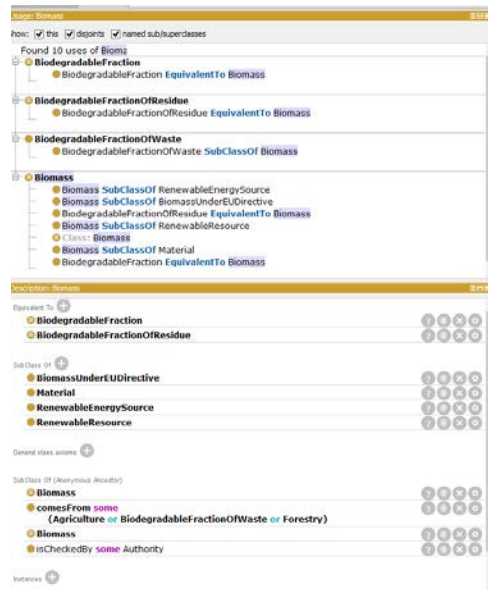 Usage: Biomass
how: this disjoints named sub/superclasses
Found 10 uses of Biomz
BiodegradableFraction
BiodegradableFraction EquivalentTo Biomass
BiodegradableFractionOfResidue
BiodegradableFractionOfResidue EquivalentTo Biomass
BiodegradableFractionOfWaste
BiodegradableFractionOfWaste SubClassOf Biomass
Biomass
Biomass SubClassOf RenewableEnergySource
Biomass SubClassOf BiomassUnderEUDirective
BiodegradableFractionOfResidue EquivalentTo Biomass
Biomass SubClassOf RenewableResource
Class: Biomass
Biomass SubClassOf Material
BiodegradableFraction EquivalentTo Biomass
Description: Biomass
Equivalent To
BiodegradableFraction
BiodegradableFractionOfResidue
SubClass Of
BiomassUnderEUDirective
Material
RenewableEnergySource
RenewableResource
General class axioms
SubClass Of (Anonymous Ancestor)
Biomass
comesFrom some
(Agriculture or BiodegradableFractionOfWaste or Forestry)
Biomass
isCheckedBy some Authority
Instances